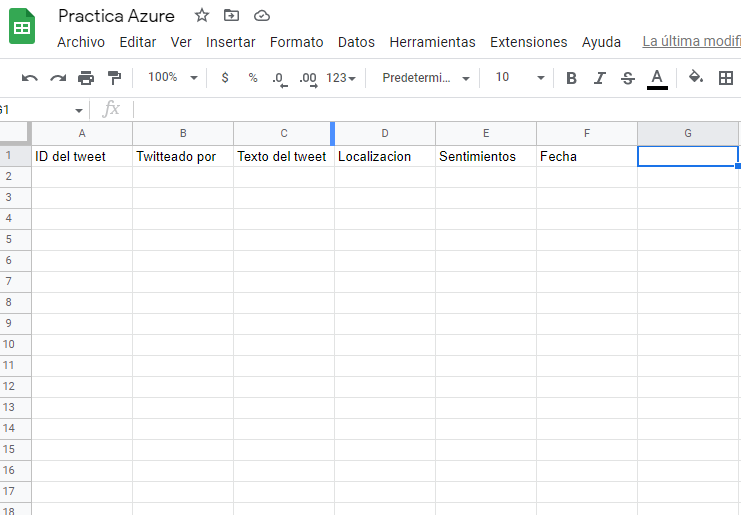 Practica Azure
Archivo Editar Ver Insertar Formato Datos Herramientas Extensiones Ayuda La última modifi
100% $ % .0 .00 123 Predetermi... 10 B I S A
G1 fx
A B C D E F G
1 ID del tweet Twitteado por Texto del tweet Localizacion Sentimientos Fecha
2
3
4
5
6
7
8
9
10
11
12
13
14
15
16
17
18